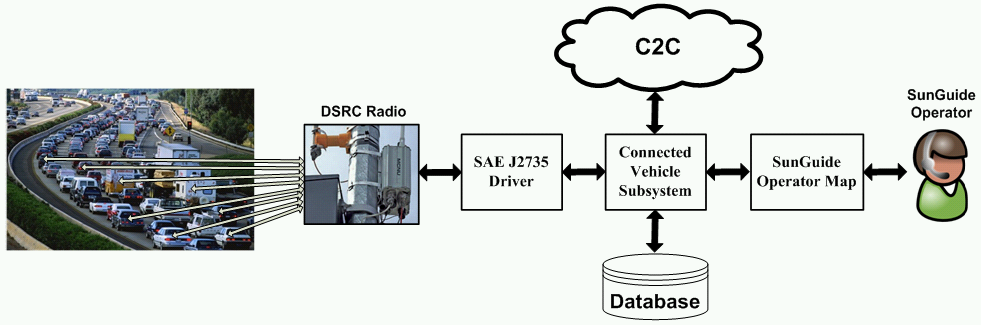 C2C
DSRC Radio
SAE J2735
Driver
Connected
Vehicle
Subsystem
SunGuide
Operator Map
SunGuide
Operator
Database